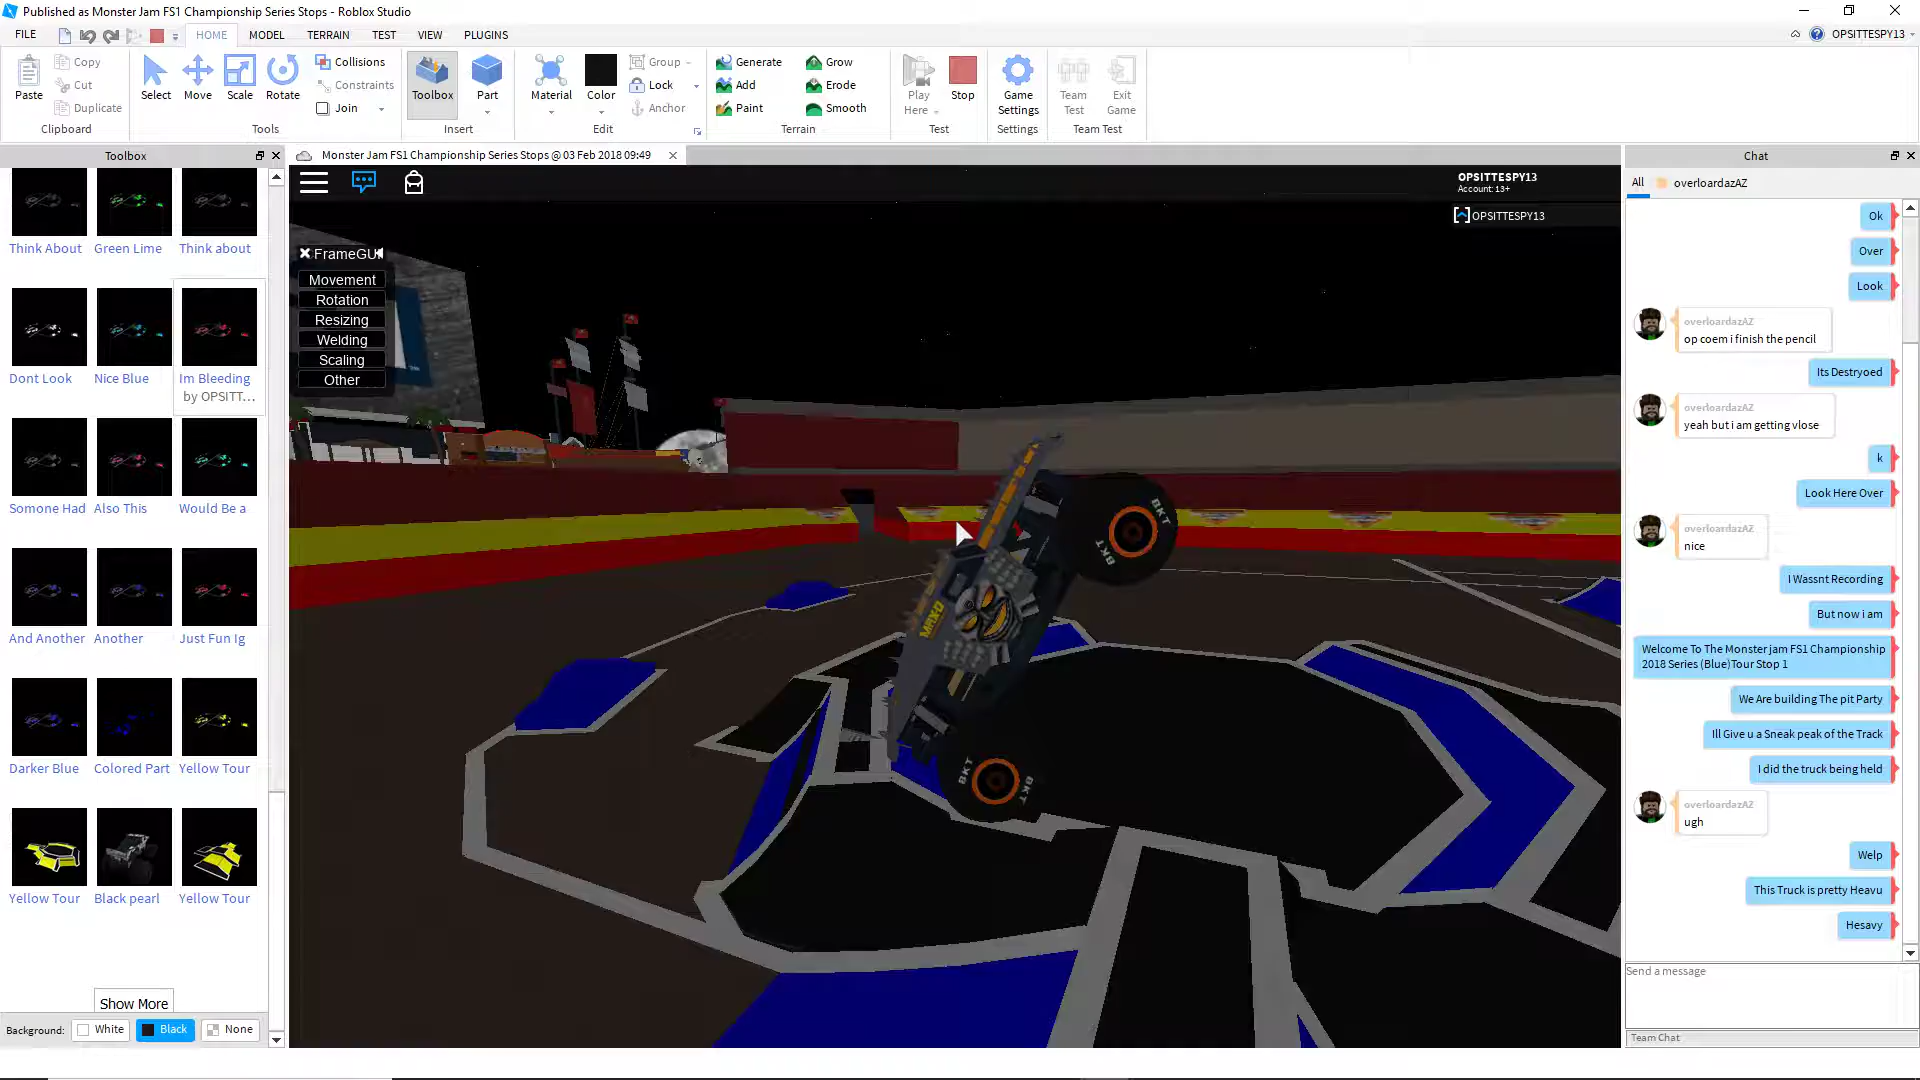 Published as Monster Jam FS1 Championship Series Stops - Roblox Studio
FILE
HOME
MODEL
TERRAIN
TEST
VIEW
PLUGINS
OPSITTESPY13
Paste
Copy
Cut
Duplicate
Clipboard
Select
Move
Scale
Rotate
Collisions
Constraints
Join
Tools
Toolbox
Part
Insert
Material
Color
Group
Lock
Anchor
Edit
Generate
Add
Paint
Grow
Erode
Smooth
Terrain
Play
Here
Stop
Test
Game
Settings
Settings
Team
Test
Exit
Game
Team Test
Toolbox
Think About
Green Lime
Think about
Dont Look
Nice Blue
Im Bleeding
by OPSITT...
Somone Had
Also This
Would Be a
And Another
Another
Just Fun Ig
Darker Blue
Colored Part
Yellow Tour
Yellow Tour
Black pearl
Yellow Tour
Show More
Background:
White
Black
None
Monster Jam FS1 Championship Series Stops @ 03 Feb 2018 09:49
OPSITTESPY13
Account: 13+
OPSITTESPY13
FrameGUI
Movement
Rotation
Resizing
Welding
Scaling
Other
BKT
BKT
MAX-D
BKT
BKT
Chat
All
overloardazAZ
Ok
Over
Look
overloardazAZ
op coem i finish the pencil
Its Destryoed
overloardazAZ
yeah but i am getting vlose
k
Look Here Over
overloardazAZ
nice
I Wassnt Recording
But now i am
Welcome To The Monster jam FS1 Championship
2018 Series (Blue)Tour Stop 1
We Are building The pit Party
Ill Give u a Sneak peak of the Track
I did the truck being held
overloardazAZ
ugh
Welp
This Truck is pretty Heavu
Hesavy
Send a message
Team Chat